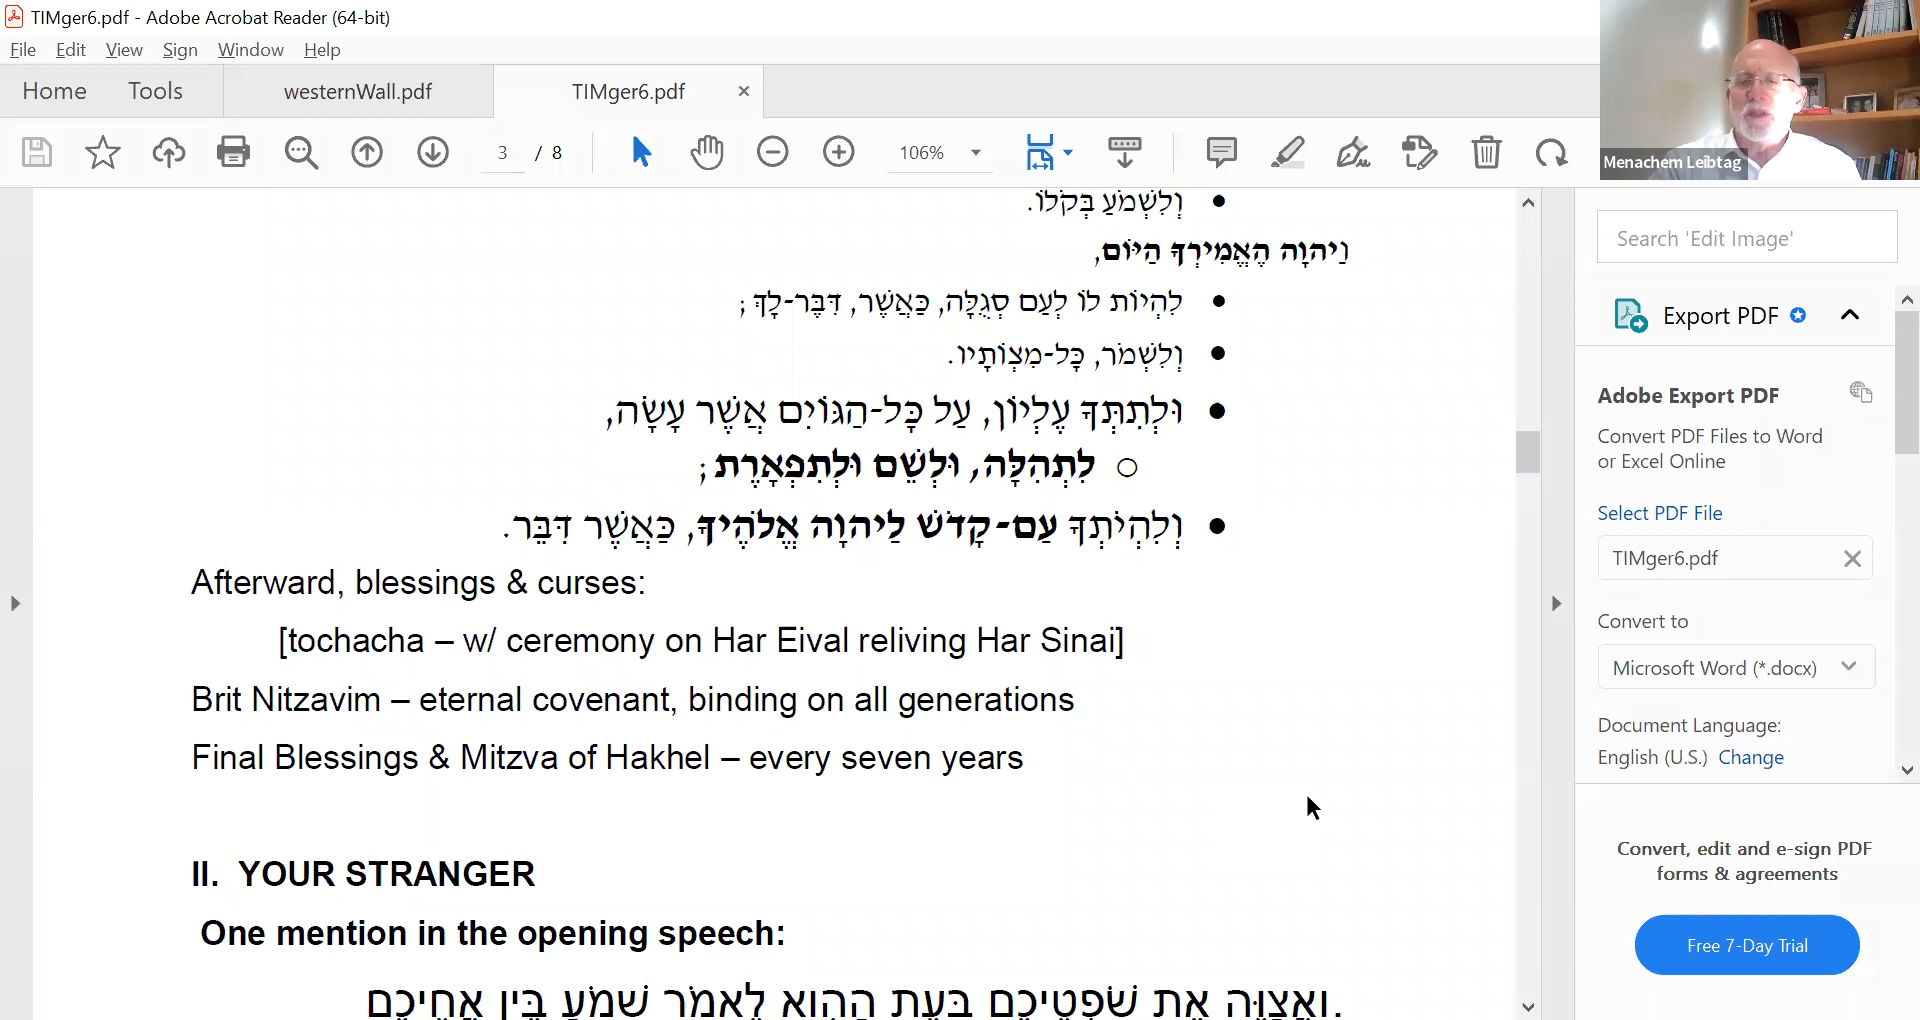 TIMger6.pdf - Adobe Acrobat Reader (64-bit)
File Edit View Sign Window Help
Home Tools westernWall.pdf TIMger6.pdf ×
3 / 8 106%
Menachem Leibtag
וְלִשְׁמֹעַ בְּקֹלוֹ.
וַיהוָה הֶאֱמִירְךָ הַיּוֹם,
לִהְיוֹת לוֹ לְעַם סְגֻלָּה, כַּאֲשֶׁר, דִּבֶּר-לָךְ;
וְלִשְׁמֹר, כָּל-מִצְוֹתָיו.
וּלְתִתְּךָ עֶלְיוֹן, עַל כָּל-הַגּוֹיִם אֲשֶׁר עָשָׂה,
לִתְהִלָּה, וּלְשֵׁם וּלְתִפְאָרֶת;
וְלִהְיֹתְךָ עַם-קָדֹשׁ לַיהוָה אֱלֹהֶיךָ, כַּאֲשֶׁר דִּבֵּר.
Afterward, blessings & curses:
[tochacha – w/ ceremony on Har Eival reliving Har Sinai]
Brit Nitzavim – eternal covenant, binding on all generations
Final Blessings & Mitzva of Hakhel – every seven years
II. YOUR STRANGER
One mention in the opening speech:
וָאֲצַוֶּה אֶת שֹׁפְטֵיכֶם בָּעֵת הַהִוא לֵאמֹר שָׁמֹעַ בֵּין אֲחֵיכֶם
Search 'Edit Image'
Export PDF
Adobe Export PDF
Convert PDF Files to Word
or Excel Online
Select PDF File
TIMger6.pdf
Convert to
Microsoft Word (*.docx)
Document Language:
English (U.S.) Change
Convert, edit and e-sign PDF
forms & agreements
Free 7-Day Trial